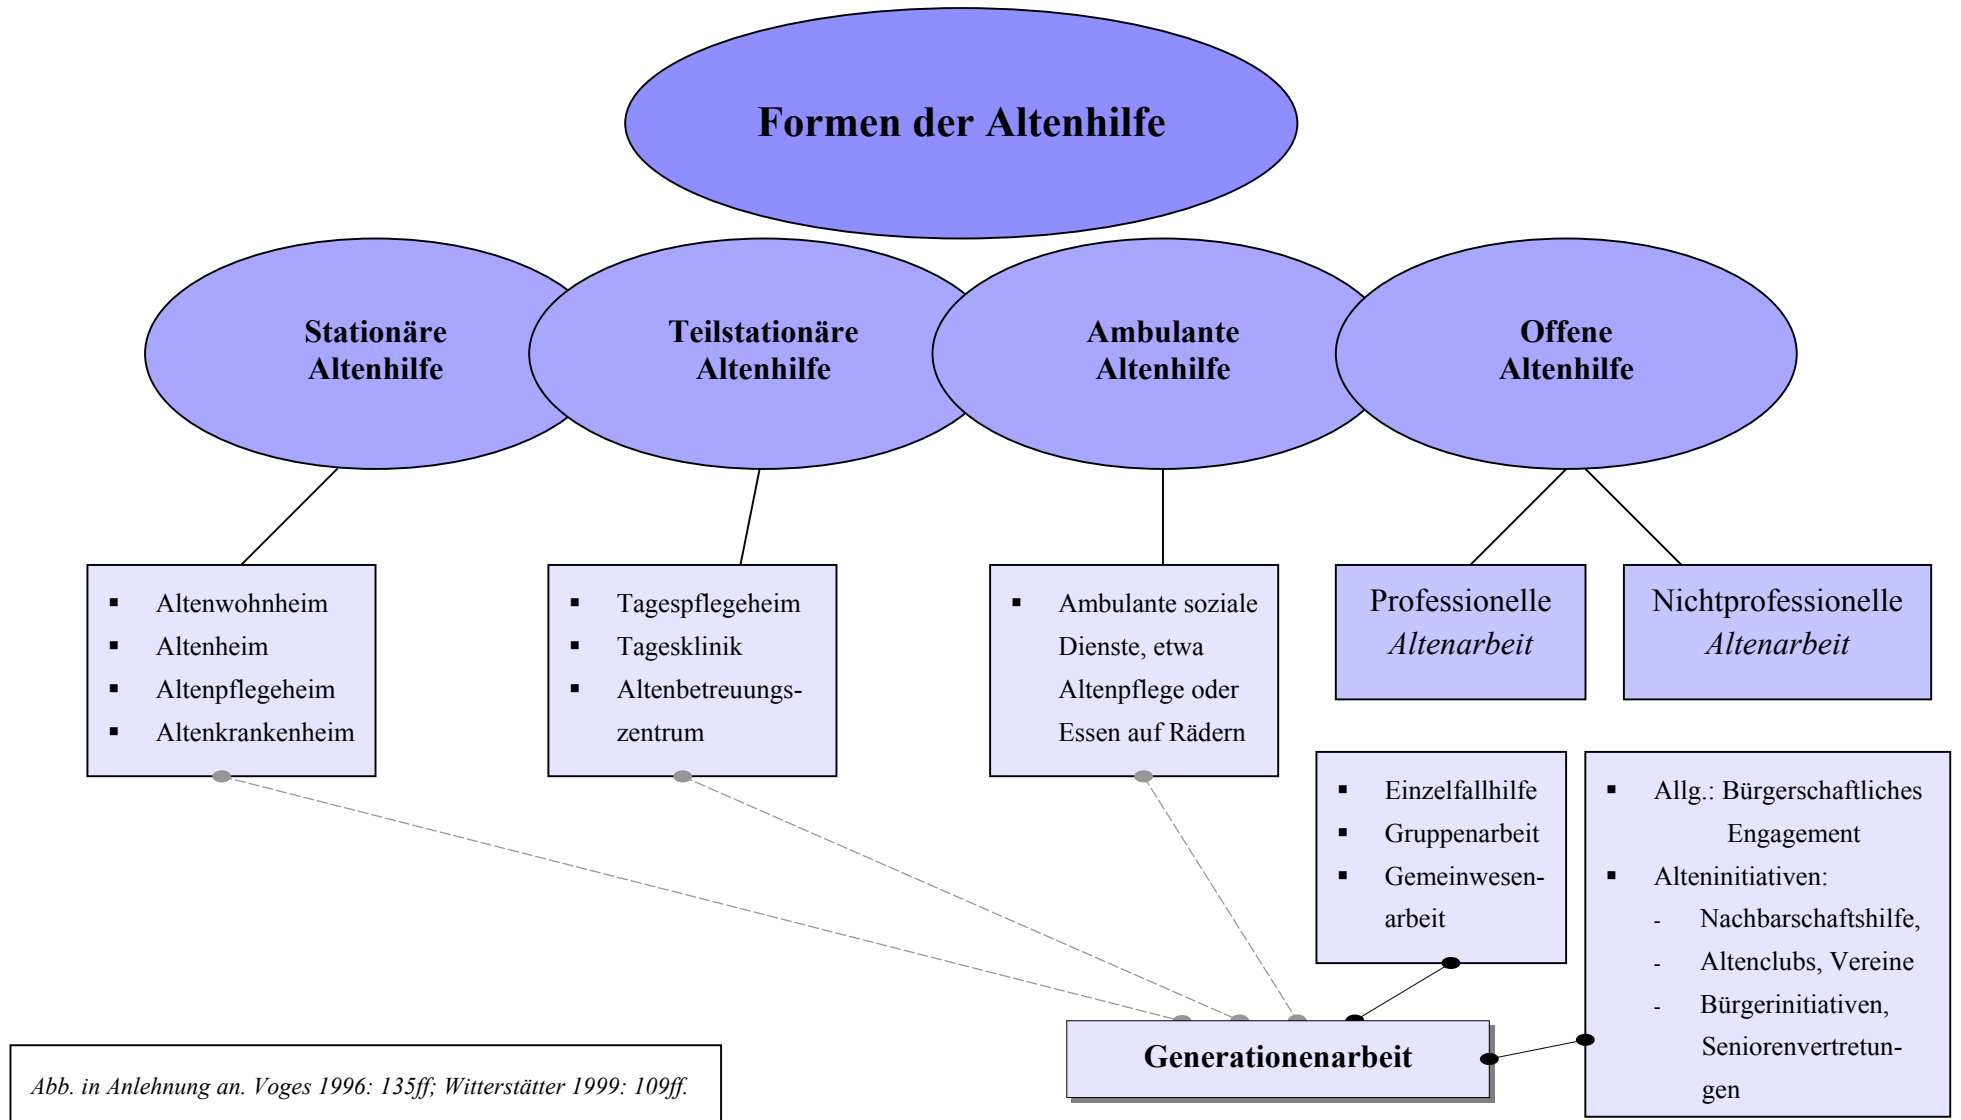 Formen der Altenhilfe
Stationäre
Altenhilfe
Teilstationäre
Altenhilfe
Ambulante
Altenhilfe
Offene
Altenhilfe
▪ Altenwohnheim
▪ Altenheim
▪ Altenpflegeheim
▪ Altenkrankenheim
▪ Tagespflegeheim
▪ Tagesklinik
▪ Altenbetreuungs-
zentrum
▪ Ambulante soziale
Dienste, etwa
Altenpflege oder
Essen auf Rädern
Professionelle
Altenarbeit
Nichtprofessionelle
Altenarbeit
▪ Einzelfallhilfe
▪ Gruppenarbeit
▪ Gemeinwesen-
arbeit
▪ Allg.: Bürgerschaftliches
Engagement
▪ Alteninitiativen:
- Nachbarschaftshilfe,
- Altenclubs, Vereine
- Bürgerinitiativen,
Seniorenvertretun-
gen
Generationenarbeit
Abb. in Anlehnung an. Voges 1996: 135ff; Witterstätter 1999: 109ff.